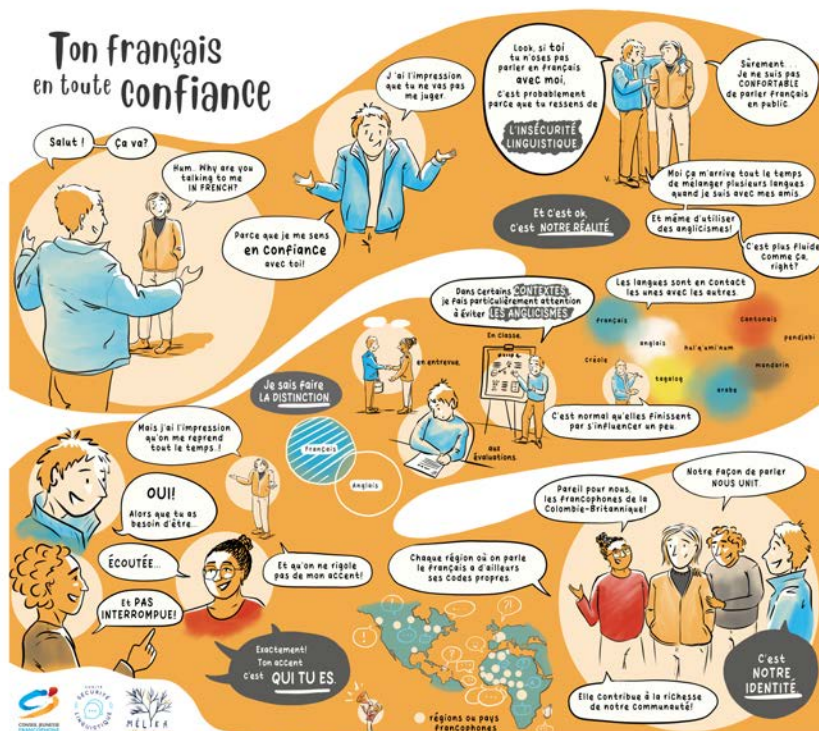 Ton français
en toute confiance
Salut !
Ça va?
Hum.. Why are you
talking to me
IN FRENCH?
Parce que je me sens
en confiance
avec toi!
J'ai l'impression
que tu ne vas pas
me juger.
Look, si toi
tu n'oses pas
parler en français
avec moi,
c'est probablement
parce que tu ressens de
L'INSÉCURITÉ
LINGUISTIQUE
Sûrement...
Je ne suis pas
CONFORTABLE
de parler français
en public.
Moi ça m'arrive tout le temps
de mélanger plusieurs langues
quand je suis avec mes amis.
Et c'est ok,
c'est NOTRE RÉALITÉ
Et même d'utiliser
des anglicismes!
C'est plus fluide
comme ça,
right?
Les langues sont en contact
les unes avec les autres.
français
anglais
créole
hul'q'umi'num
cantonais
pendjabi
mandarin
tagalog
arabe
C'est normal qu'elles finissent
par s'influencer un peu.
Dans certains CONTEXTES,
je fais particulièrement attention
à éviter LES ANGLICISMES
En classe,
en entrevue,
aux
évaluations.
Je sais faire
LA DISTINCTION.
Français
Anglais
Mais j'ai l'impression
qu'on me reprend
tout le temps.!
OUI!
Alors que tu as
besoin d'être...
ÉCOUTÉE...
Et PAS
INTERROMPUE!
Et qu'on ne rigole
pas de mon accent!
Exactement!
Ton accent
c'est QUI TU ES.
Chaque région où on parle
le français a d'ailleurs
ses codes propres.
régions ou pays
francophones
Pareil pour nous,
les francophones de la
Colombie-Britannique!
Notre façon de parler
NOUS UNIT.
Elle contribue à la richesse
de notre communauté!
C'est
NOTRE
IDENTITÉ
CONSEIL JEUNESSE
FRANCOPHONE
SÉCURITÉ
LINGUISTIQUE
MÉLIKA